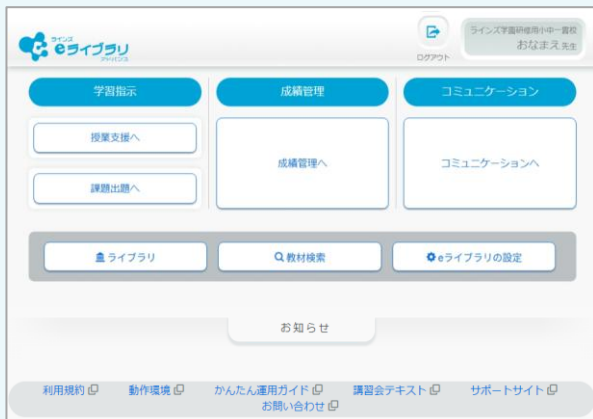 ラインズ
eライブラリ
アドバンス
ログアウト
ラインズ学園研修用小中一貫校
おなまえ 先生
学習指示
成績管理
コミュニケーション
授業支援へ
課題出題へ
成績管理へ
コミュニケーションへ
ライブラリ
教材検索
eライブラリの設定
お知らせ
利用規約 動作環境 かんたん運用ガイド 講習会テキスト サポートサイト
お問い合わせ